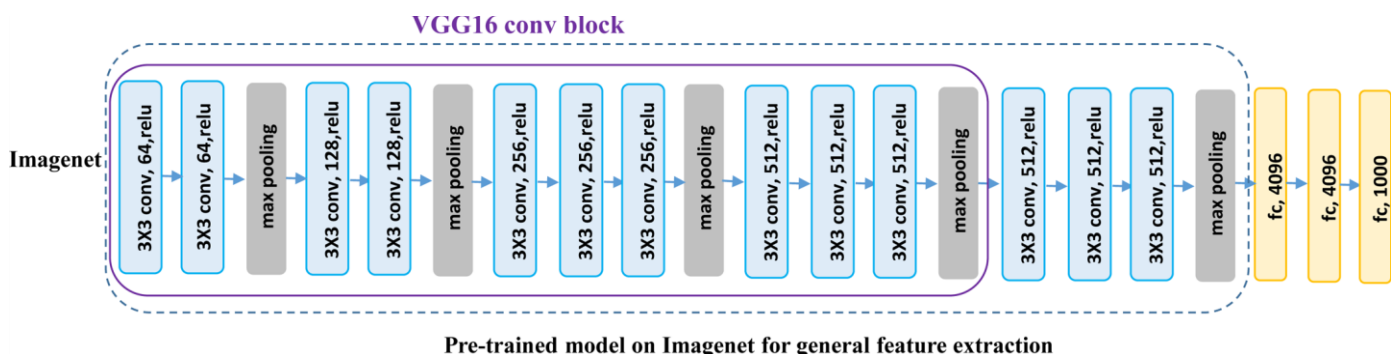 VGG16 conv block
Imagenet
3X3 conv, 64,relu
3X3 conv, 64,relu
max pooling
3X3 conv, 128,relu
3X3 conv, 128,relu
max pooling
3X3 conv, 256,relu
3X3 conv, 256,relu
3X3 conv, 256,relu
max pooling
3X3 conv, 512,relu
3X3 conv, 512,relu
3X3 conv, 512,relu
max pooling
3X3 conv, 512,relu
3X3 conv, 512,relu
3X3 conv, 512,relu
max pooling
fc, 4096
fc, 4096
fc, 1000
Pre-trained model on Imagenet for general feature extraction